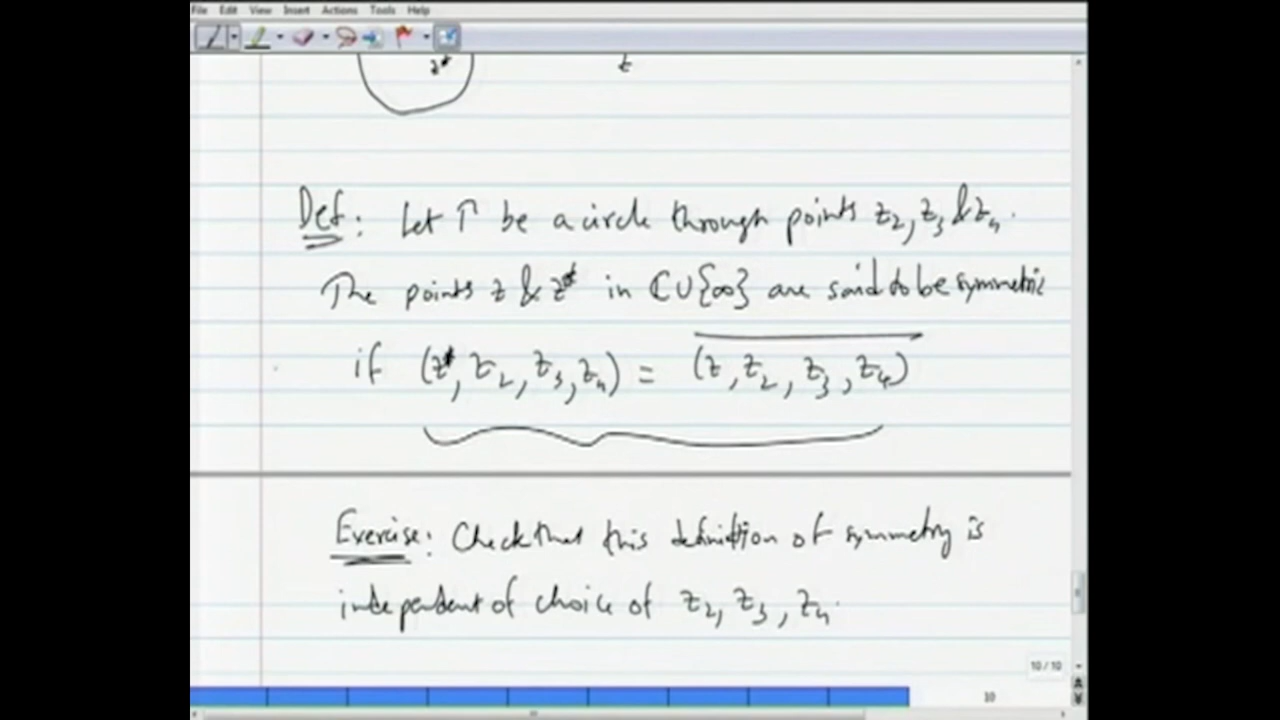 File Edit View Insert Actions Tools Help
z* z
Def: Let Γ be a circle through points z₂, z₃ & z₄.
The points z & z* in ℂ∪{∞} are said to be symmetric
if (z*, z₂, z₃, z₄) = \overline{(z, z₂, z₃, z₄)}
Exercise: Check that this definition of symmetry is
independent of choice of z₂, z₃, z₄.
10/10
10